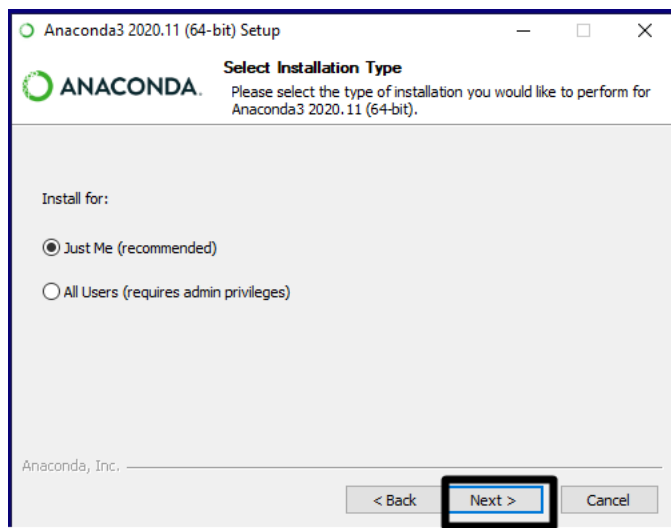 Anaconda3 2020.11 (64-bit) Setup
ANACONDA.
Select Installation Type
Please select the type of installation you would like to perform for
Anaconda3 2020.11 (64-bit).
Install for:
Just Me (recommended)
All Users (requires admin privileges)
Anaconda, Inc.
< Back
Next >
Cancel